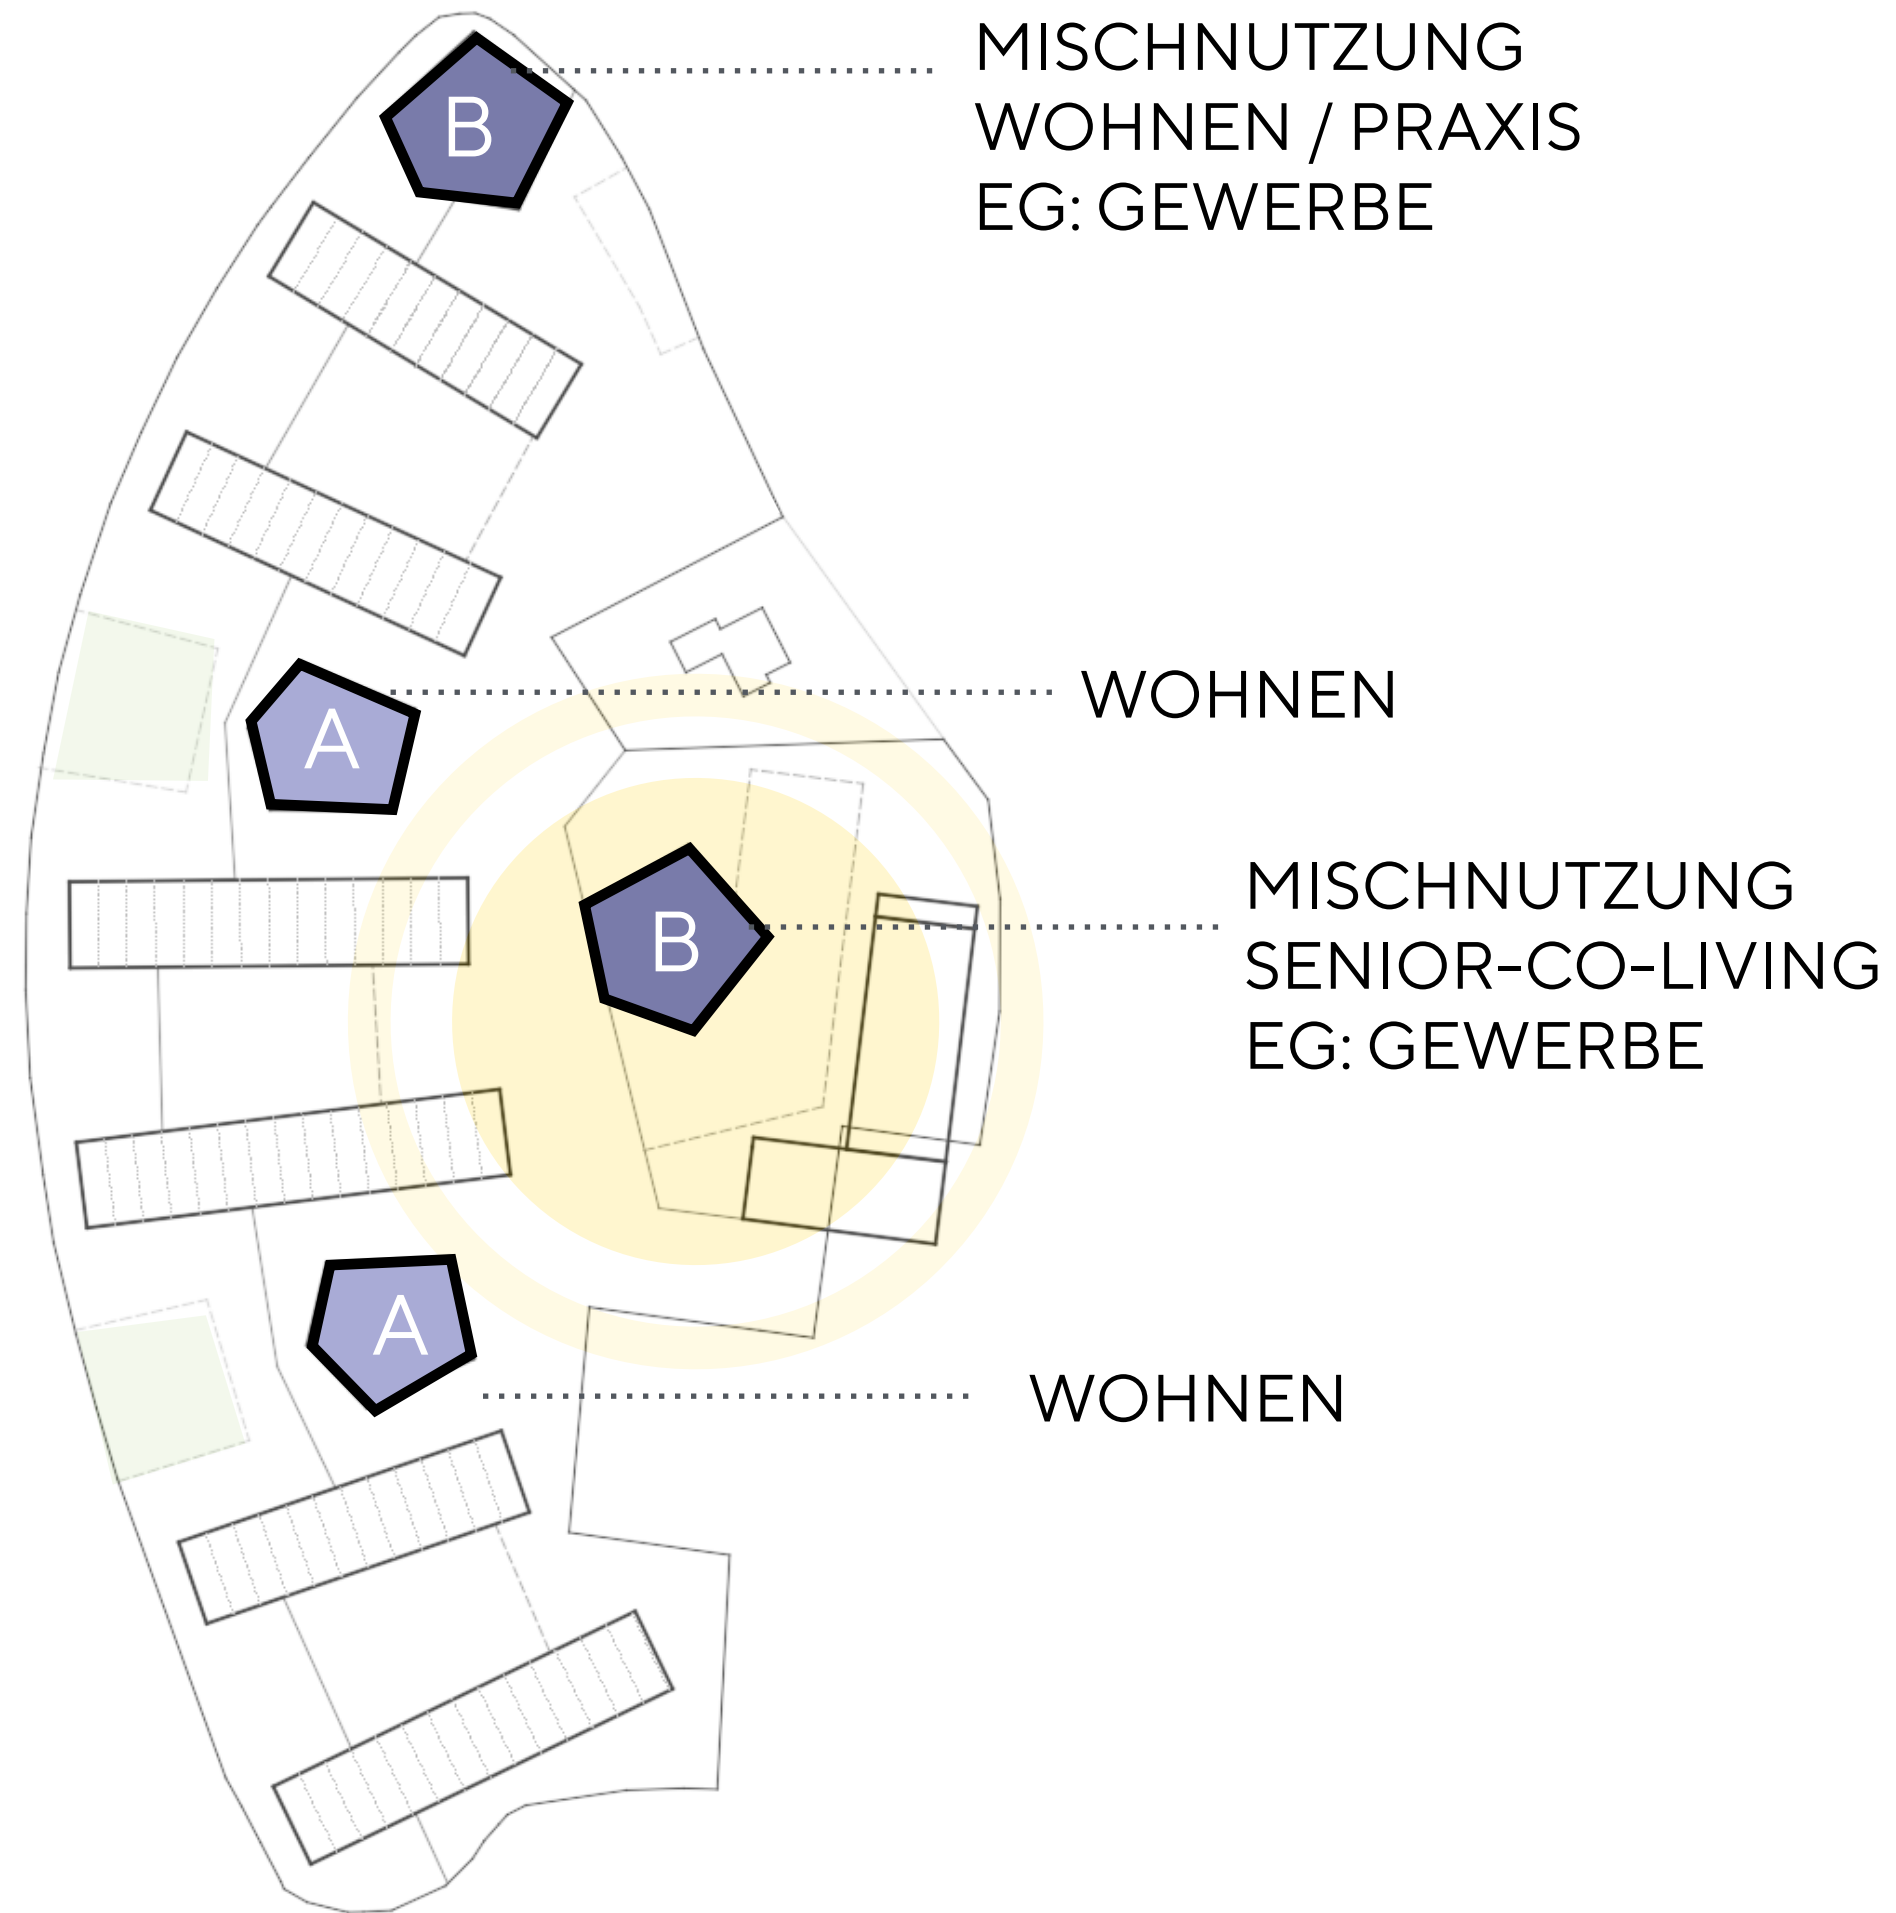 B
MISCHNUTZUNG
WOHNEN / PRAXIS
EG: GEWERBE
A
WOHNEN
B
MISCHNUTZUNG
SENIOR-CO-LIVING
EG: GEWERBE
A
WOHNEN